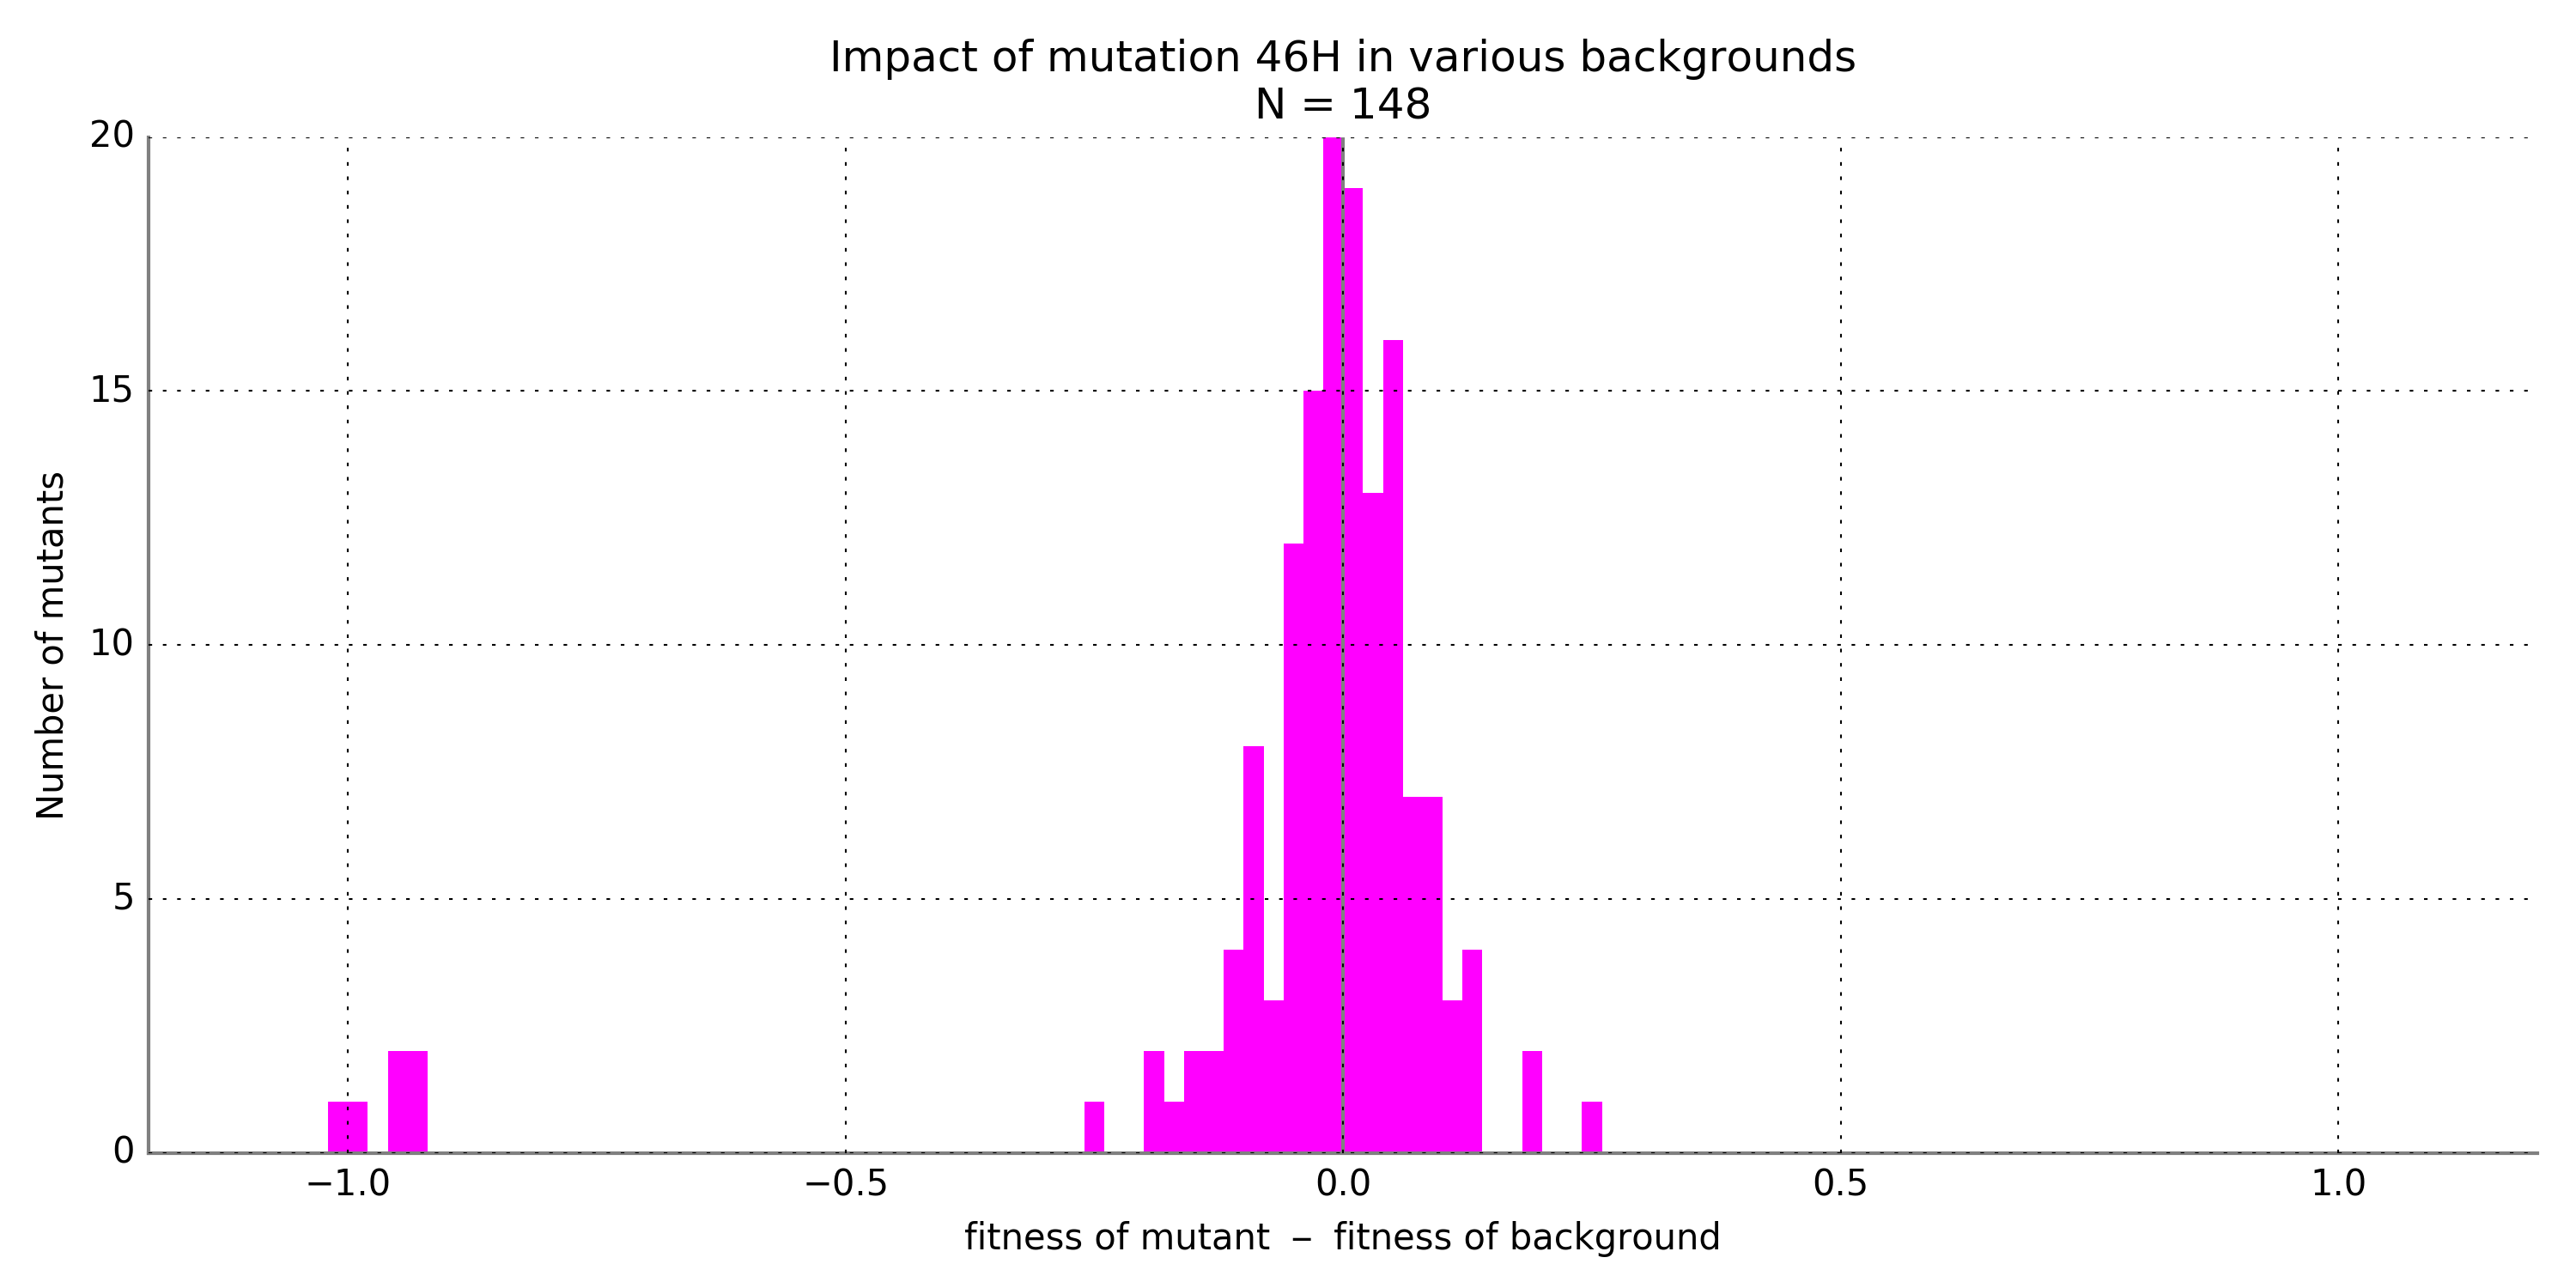 Impact of mutation 46H in various backgrounds
N = 148
20
15
10
5
0
Number of mutants
−1.0
−0.5
0.0
0.5
1.0
fitness of mutant – fitness of background